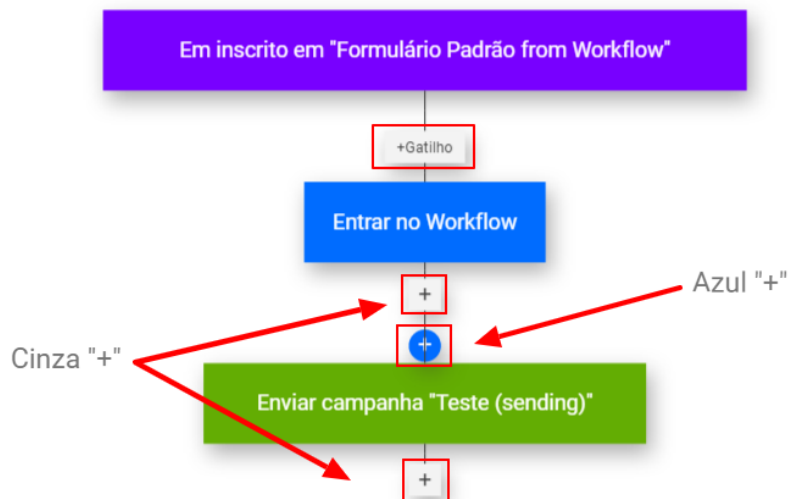 Em inscrito em "Formulário Padrão from Workflow"
+Gatilho
Entrar no Workflow
Azul "+"
+
+
Cinza "+"
Enviar campanha "Teste (sending)"
+